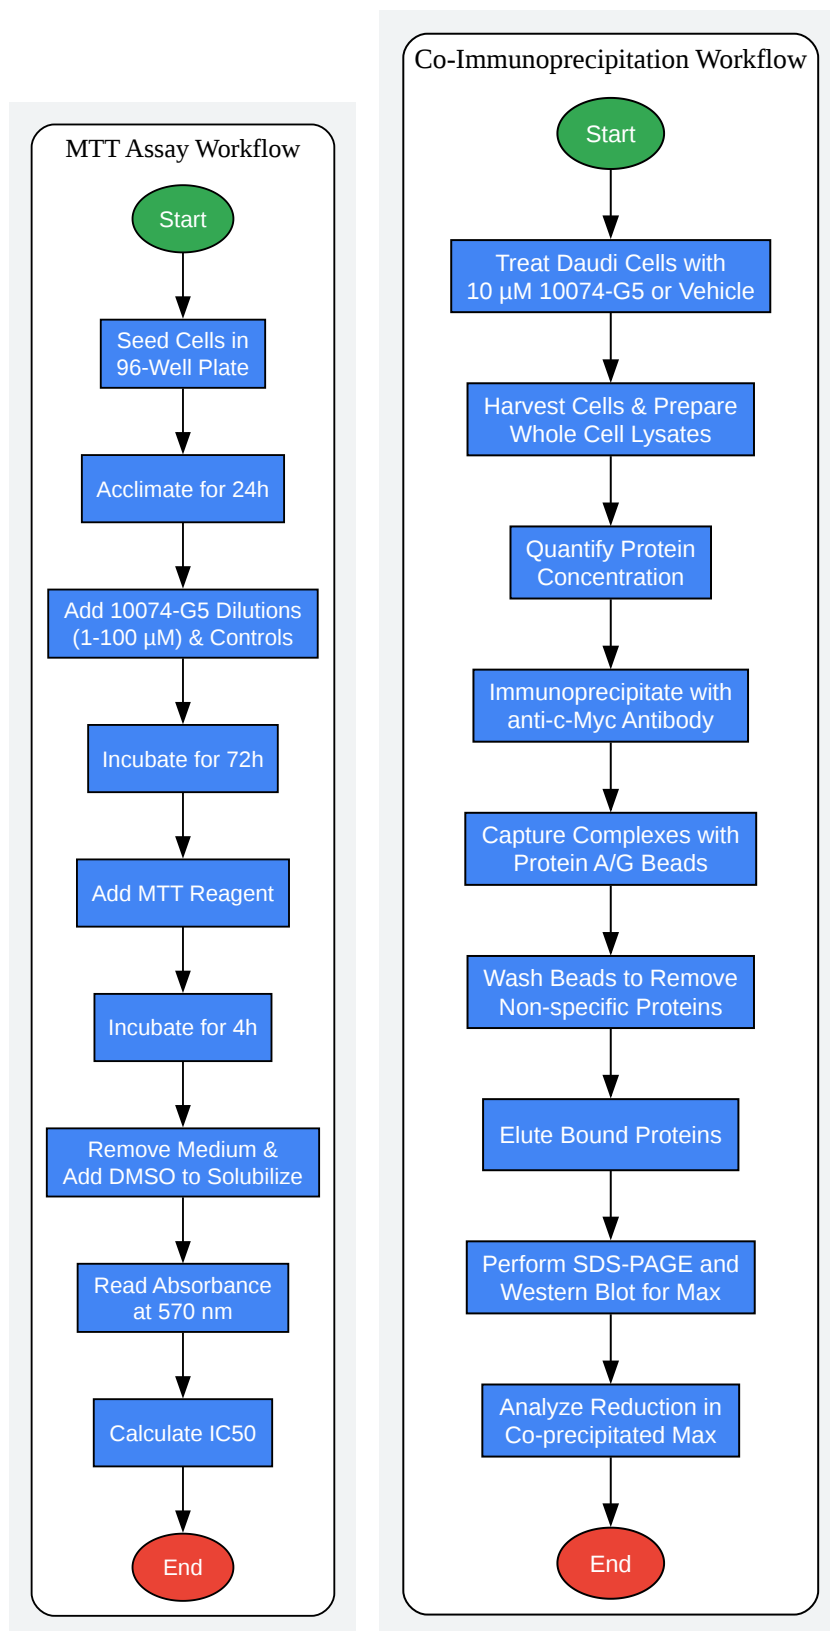 MTT Assay Workflow
Start
Seed Cells in
96-Well Plate
Acclimate for 24h
Add 10074-G5 Dilutions
(1-100 µM) & Controls
Incubate for 72h
Add MTT Reagent
Incubate for 4h
Remove Medium &
Add DMSO to Solubilize
Read Absorbance
at 570 nm
Calculate IC50
End
Co-Immunoprecipitation Workflow
Start
Treat Daudi Cells with
10 µM 10074-G5 or Vehicle
Harvest Cells & Prepare
Whole Cell Lysates
Quantify Protein
Concentration
Immunoprecipitate with
anti-c-Myc Antibody
Capture Complexes with
Protein A/G Beads
Wash Beads to Remove
Non-specific Proteins
Elute Bound Proteins
Perform SDS-PAGE and
Western Blot for Max
Analyze Reduction in
Co-precipitated Max
End